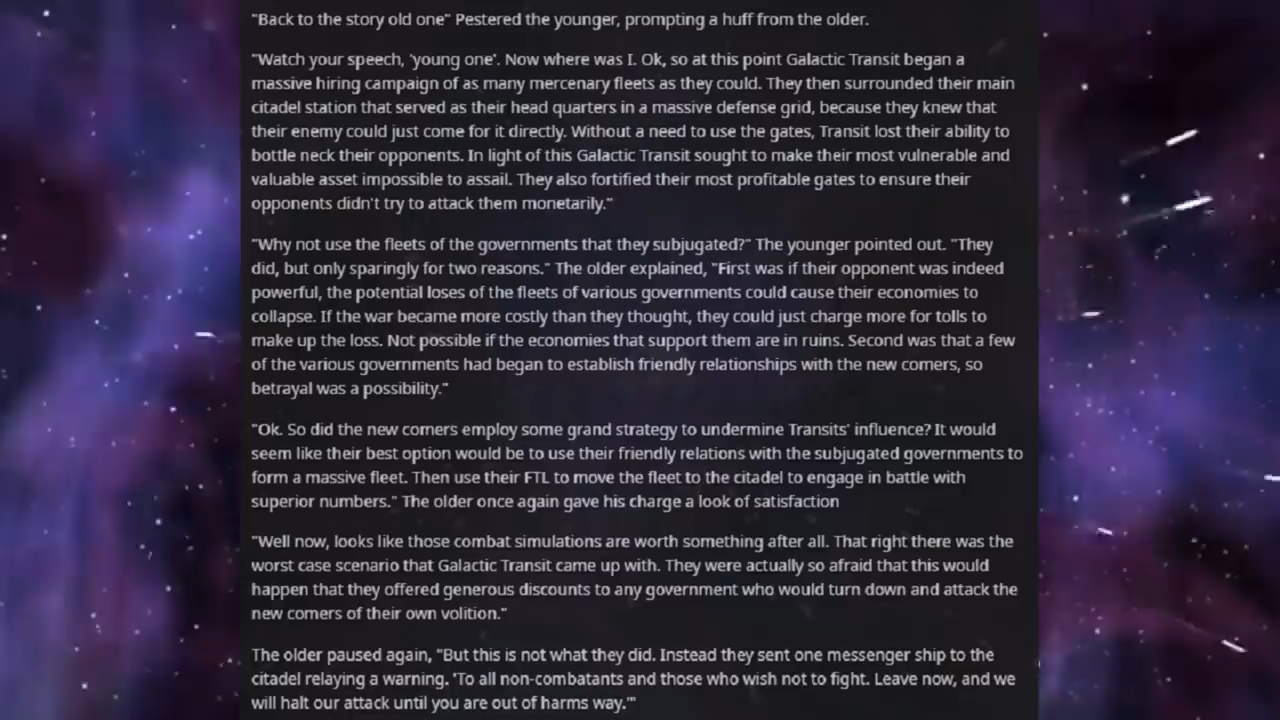 "Back to the story old one" Pestered the younger, prompting a huff from the older.
"Watch your speech, 'young one'. Now where was I. Ok, so at this point Galactic Transit began a
massive hiring campaign of as many mercenary fleets as they could. They then surrounded their main
citadel station that served as their head quarters in a massive defense grid, because they knew that
their enemy could just come for it directly. Without a need to use the gates, Transit lost their ability to
bottle neck their opponents. In light of this Galactic Transit sought to make their most vulnerable and
valuable asset impossible to assail. They also fortified their most profitable gates to ensure their
opponents didn't try to attack them monetarily."
"Why not use the fleets of the governments that they subjugated?" The younger pointed out. "They
did, but only sparingly for two reasons." The older explained, "First was if their opponent was indeed
powerful, the potential loses of the fleets of various governments could cause their economies to
collapse. If the war became more costly than they thought, they could just charge more for tolls to
make up the loss. Not possible if the economies that support them are in ruins. Second was that a few
of the various governments had began to establish friendly relationships with the new comers, so
betrayal was a possibility."
"Ok. So did the new comers employ some grand strategy to undermine Transits' influence? It would
seem like their best option would be to use their friendly relations with the subjugated governments to
form a massive fleet. Then use their FTL to move the fleet to the citadel to engage in battle with
superior numbers." The older once again gave his charge a look of satisfaction
"Well now, looks like those combat simulations are worth something after all. That right there was the
worst case scenario that Galactic Transit came up with. They were actually so afraid that this would
happen that they offered generous discounts to any government who would turn down and attack the
new comers of their own volition."
The older paused again, "But this is not what they did. Instead they sent one messenger ship to the
citadel relaying a warning. 'To all non-combatants and those who wish not to fight. Leave now, and we
will halt our attack until you are out of harms way.'"